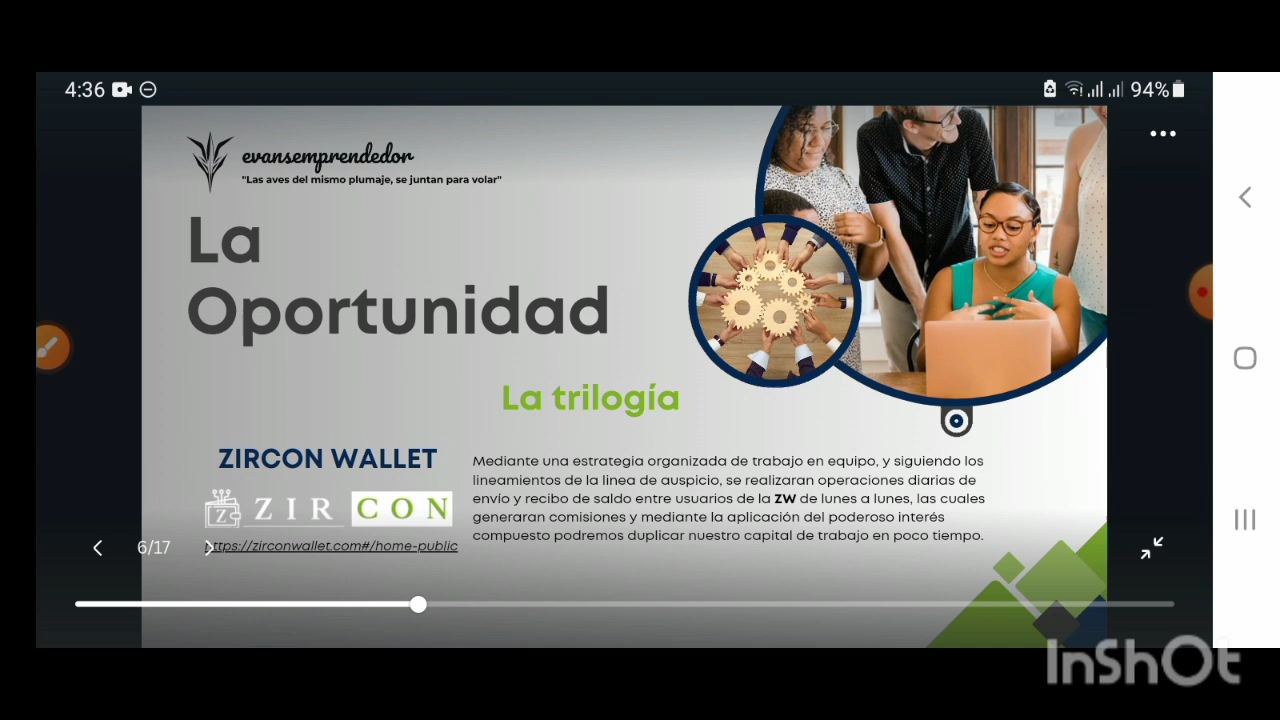 4:36
94%
evansemprendedor
"Las aves del mismo plumaje, se juntan para volar"
La
Oportunidad
La trilogía
ZIRCON WALLET
Z
ZIR CON
https://zirconwallet.com#/home-public
Mediante una estrategia organizada de trabajo en equipo, y siguiendo los
lineamientos de la linea de auspicio, se realizaran operaciones diarias de
envío y recibo de saldo entre usuarios de la ZW de lunes a lunes, las cuales
generaran comisiones y mediante la aplicación del poderoso interés
compuesto podremos duplicar nuestro capital de trabajo en poco tiempo.
6/17
InShOt